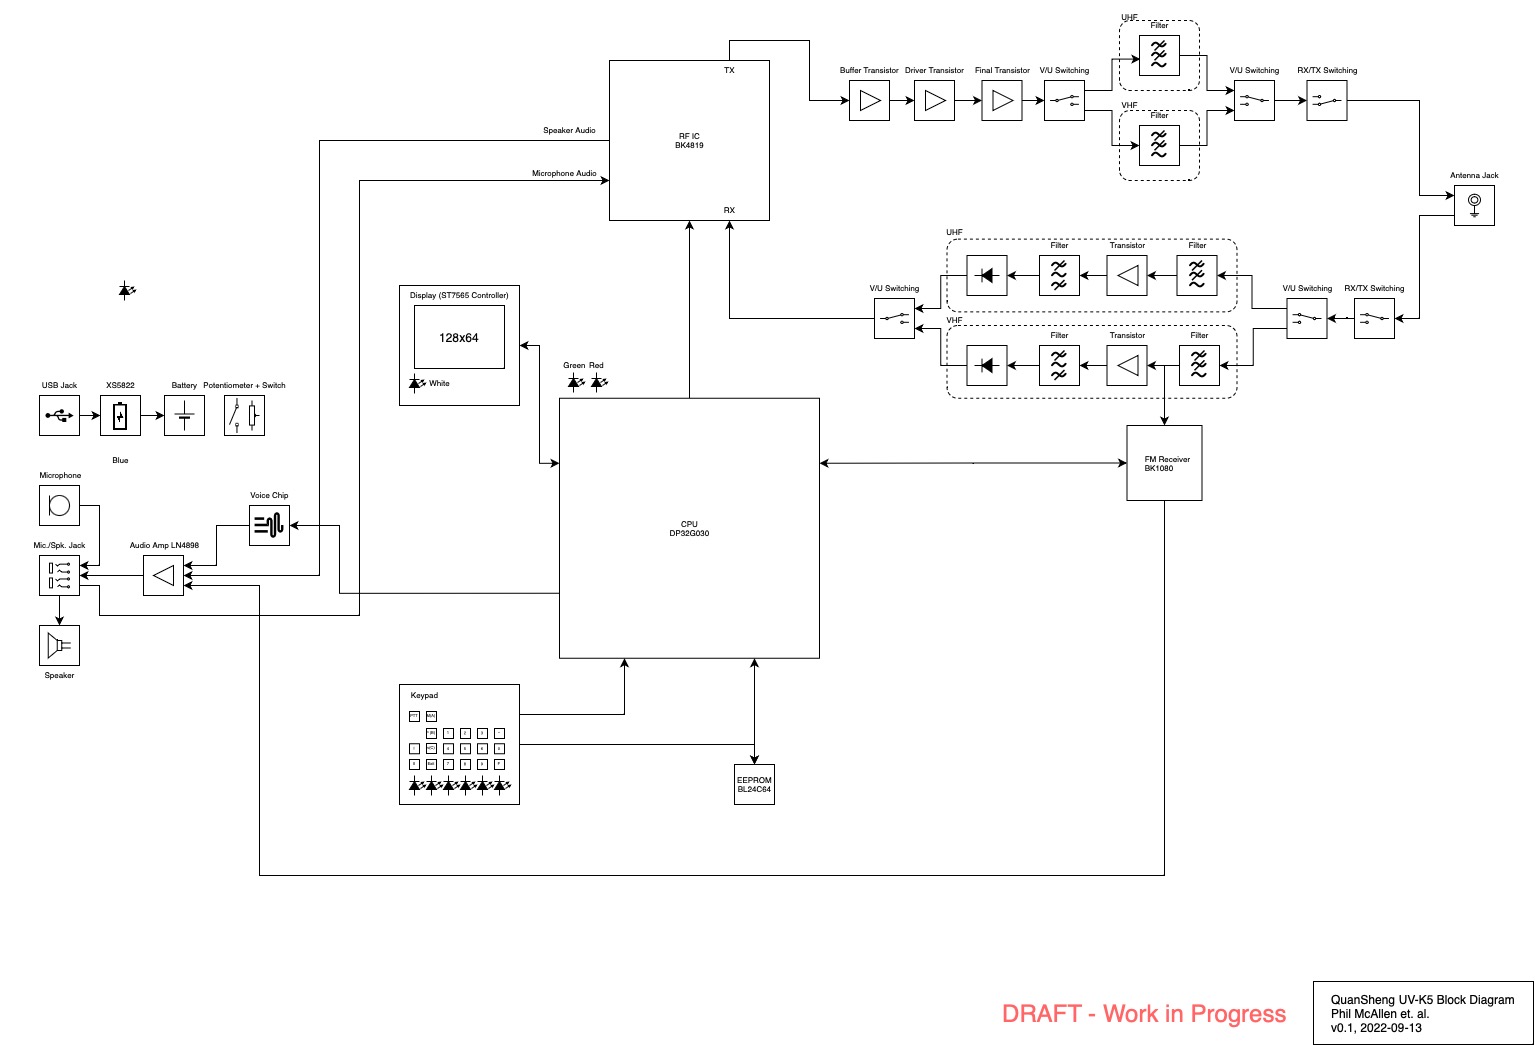 UHF
Filter
TX
Buffer Transistor
Driver Transistor
Final Transistor
V/U Switching
V/U Switching
RX/TX Switching
VHF
Filter
Speaker Audio
RF IC
BK4819
Microphone Audio
RX
Antenna Jack
UHF
Filter
Transistor
Filter
V/U Switching
V/U Switching
RX/TX Switching
VHF
Filter
Transistor
Filter
Display (ST7565 Controller)
128x64
White
Green
Red
USB Jack
XS5822
Battery
Potentiometer + Switch
Blue
Microphone
Voice Chip
Mic./Spk. Jack
Audio Amp LN4898
Speaker
FM Receiver
BK1080
CPU
DP32G030
Keypad
PTT
EEPROM
BL24C64
DRAFT - Work in Progress
QuanSheng UV-K5 Block Diagram
Phil McAllen et. al.
v0.1, 2022-09-13